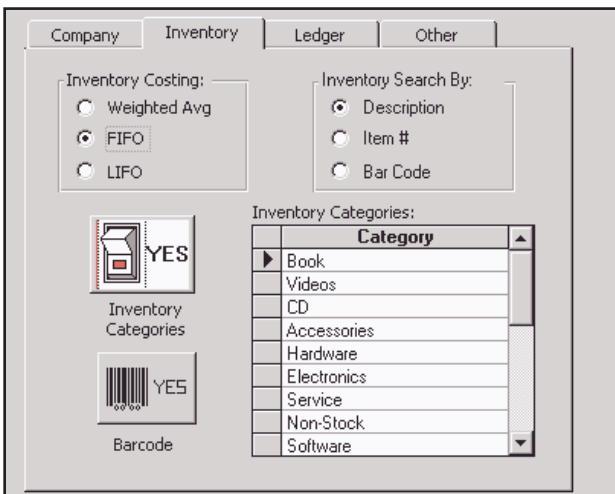 Company Inventory Ledger Other
Inventory Costing:
Weighted Avg
FIFO
LIFO
Inventory Search By:
Description
Item #
Bar Code
YES
Inventory
Categories
YES
Barcode
Inventory Categories:
Category
Book
Videos
CD
Accessories
Hardware
Electronics
Service
Non-Stock
Software